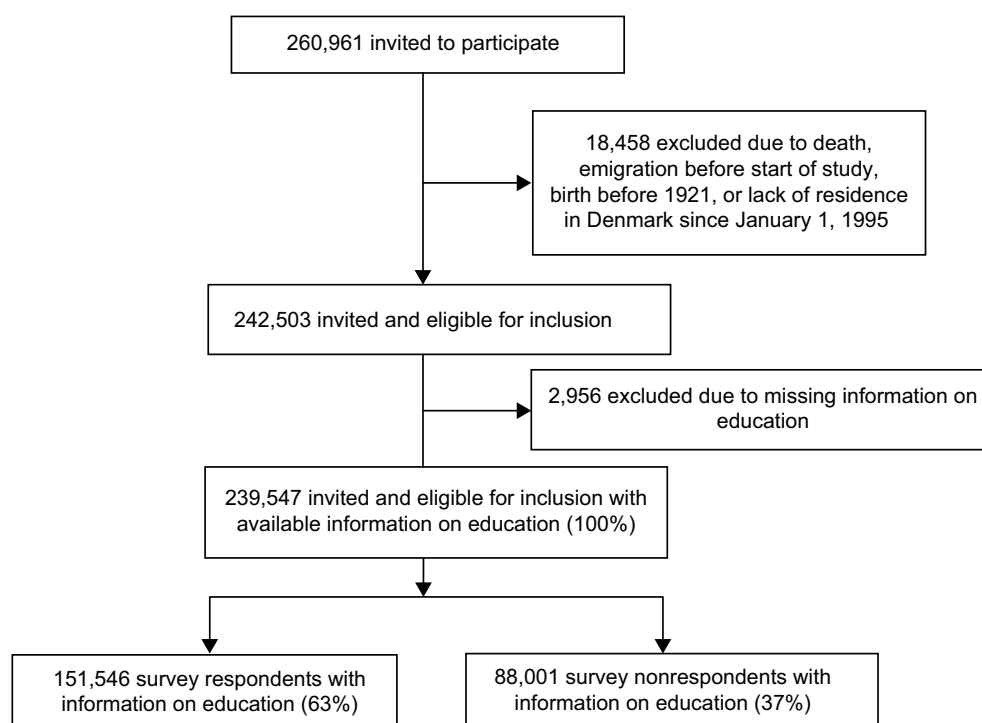 260,961 invited to participate
18,458 excluded due to death,
emigration before start of study,
birth before 1921, or lack of residence
in Denmark since January 1, 1995
242,503 invited and eligible for inclusion
2,956 excluded due to missing information on
education
239,547 invited and eligible for inclusion with
available information on education (100%)
151,546 survey respondents with
information on education (63%)
88,001 survey nonrespondents with
information on education (37%)